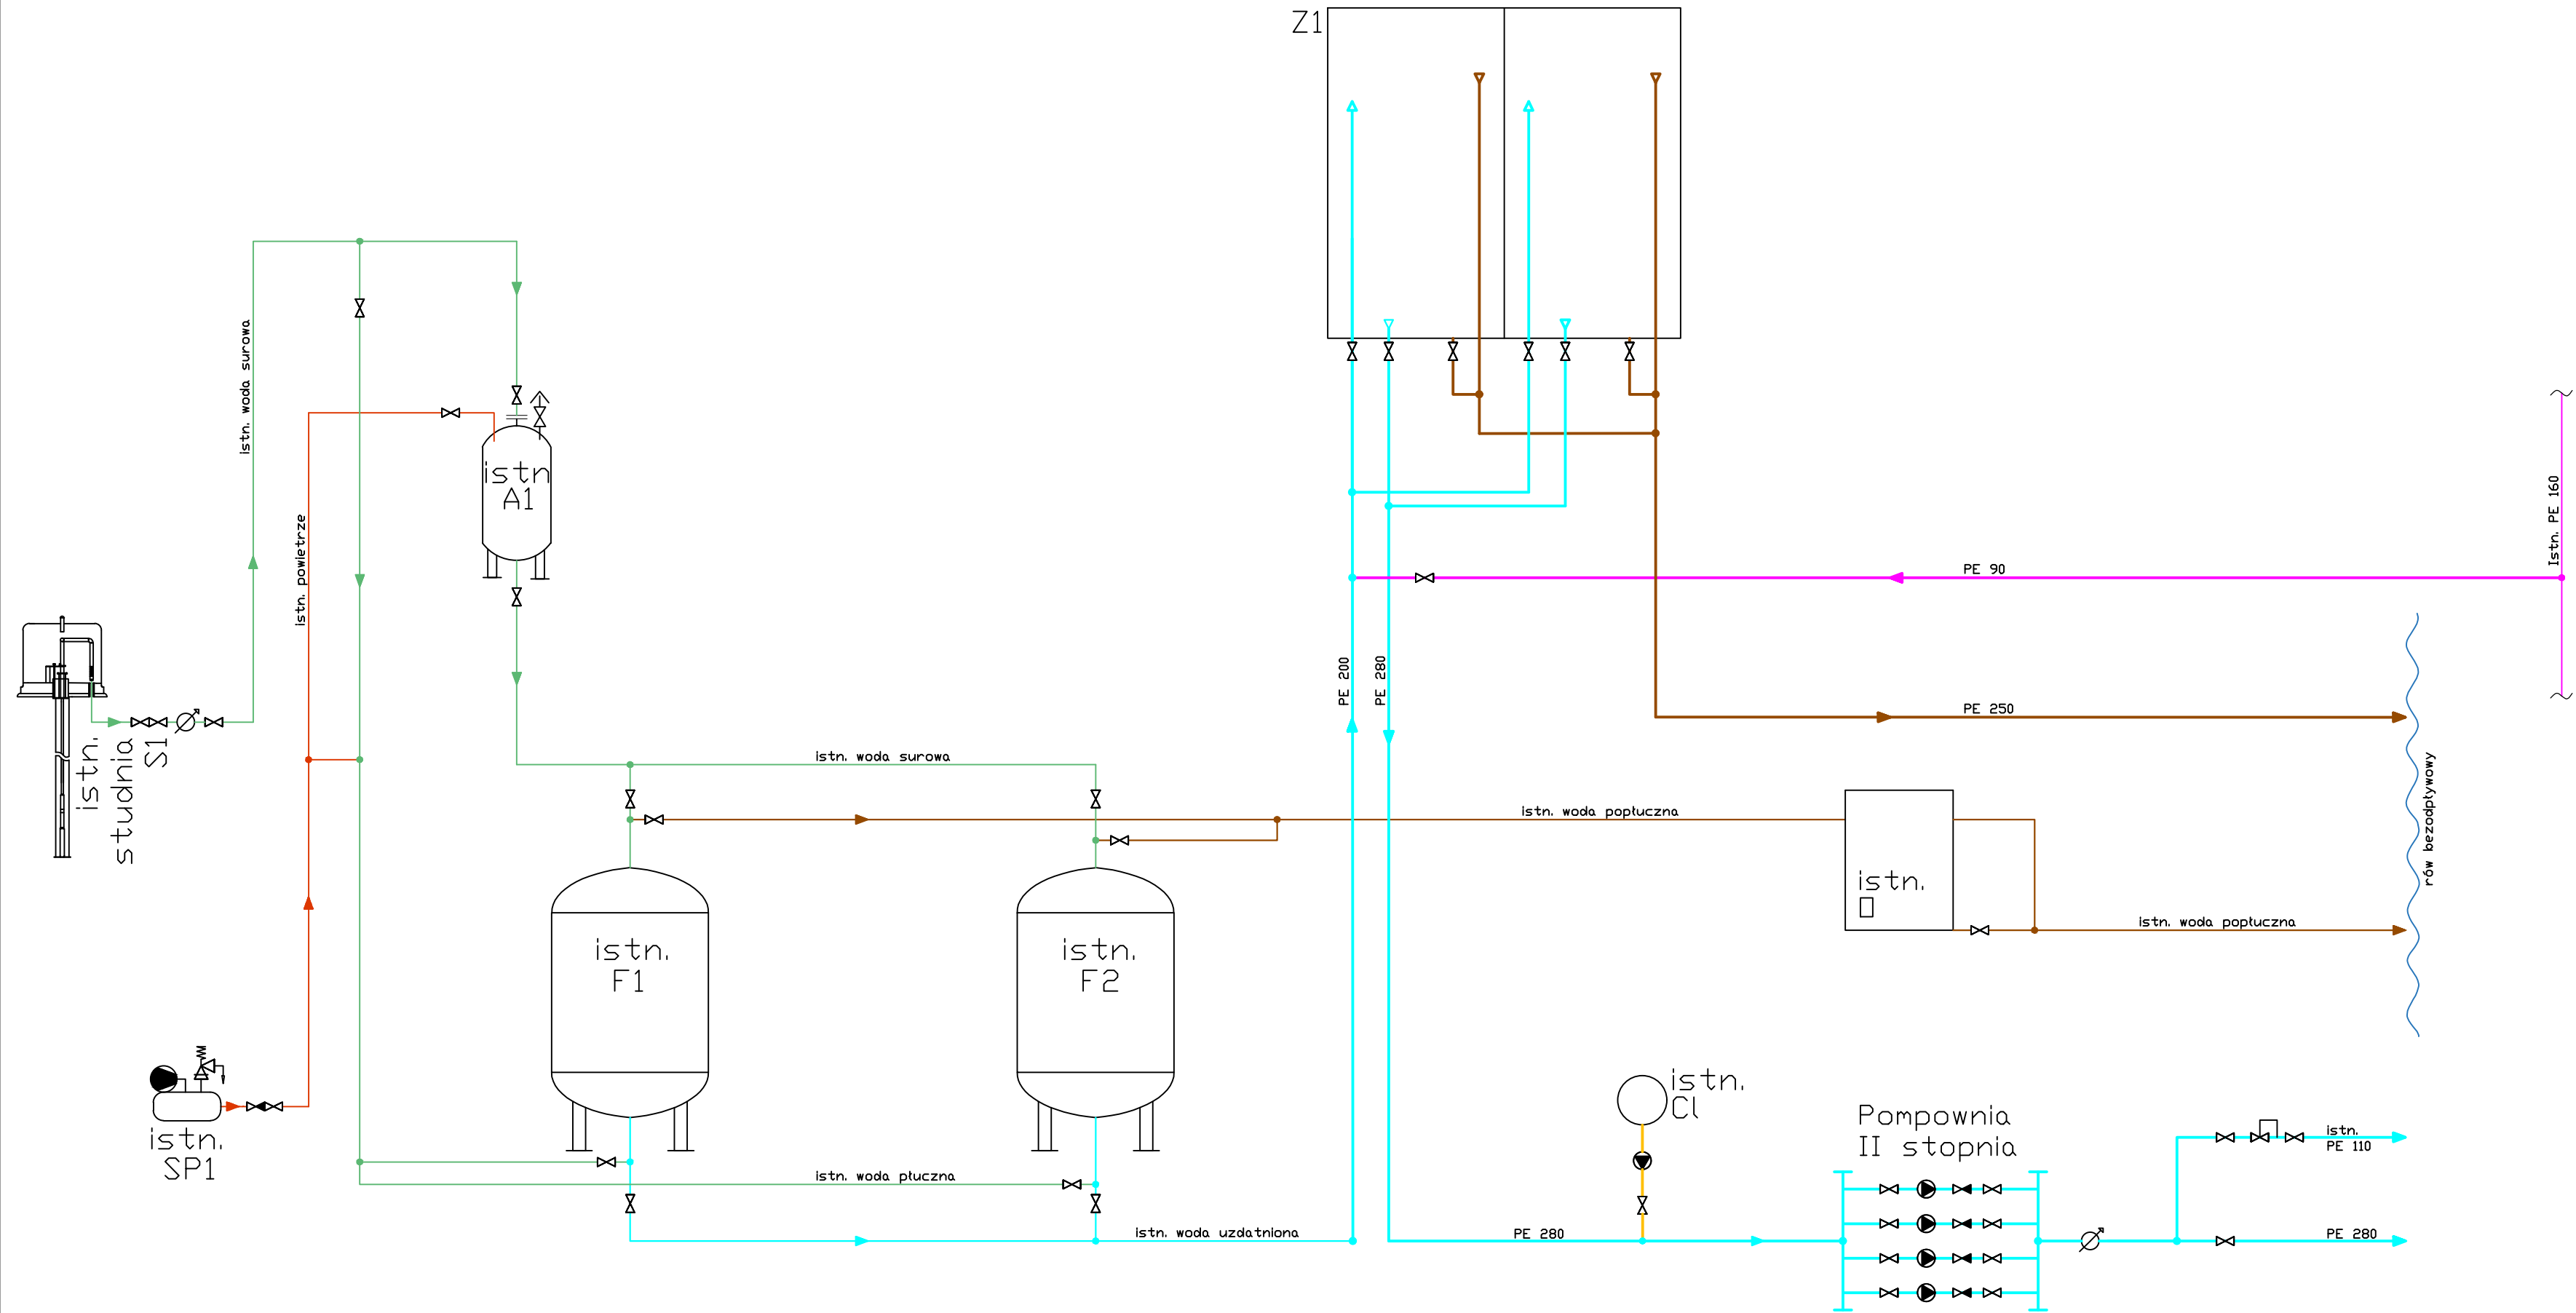 Z1
istn. woda surowa
istn. powietrze
istn
A1
PE 90
Istn. PE 160
PE 200
PE 280
PE 250
istn.
studnia
S1
istn. woda surowa
istn. woda popłuczna
rów bezodpływowy
istn.
istn. woda popłuczna
istn.
F1
istn.
F2
istn.
SP1
istn.
Cl
Pompownia
II stopnia
istn.
PE 110
istn. woda płuczna
istn. woda uzdatniona
PE 280
PE 280